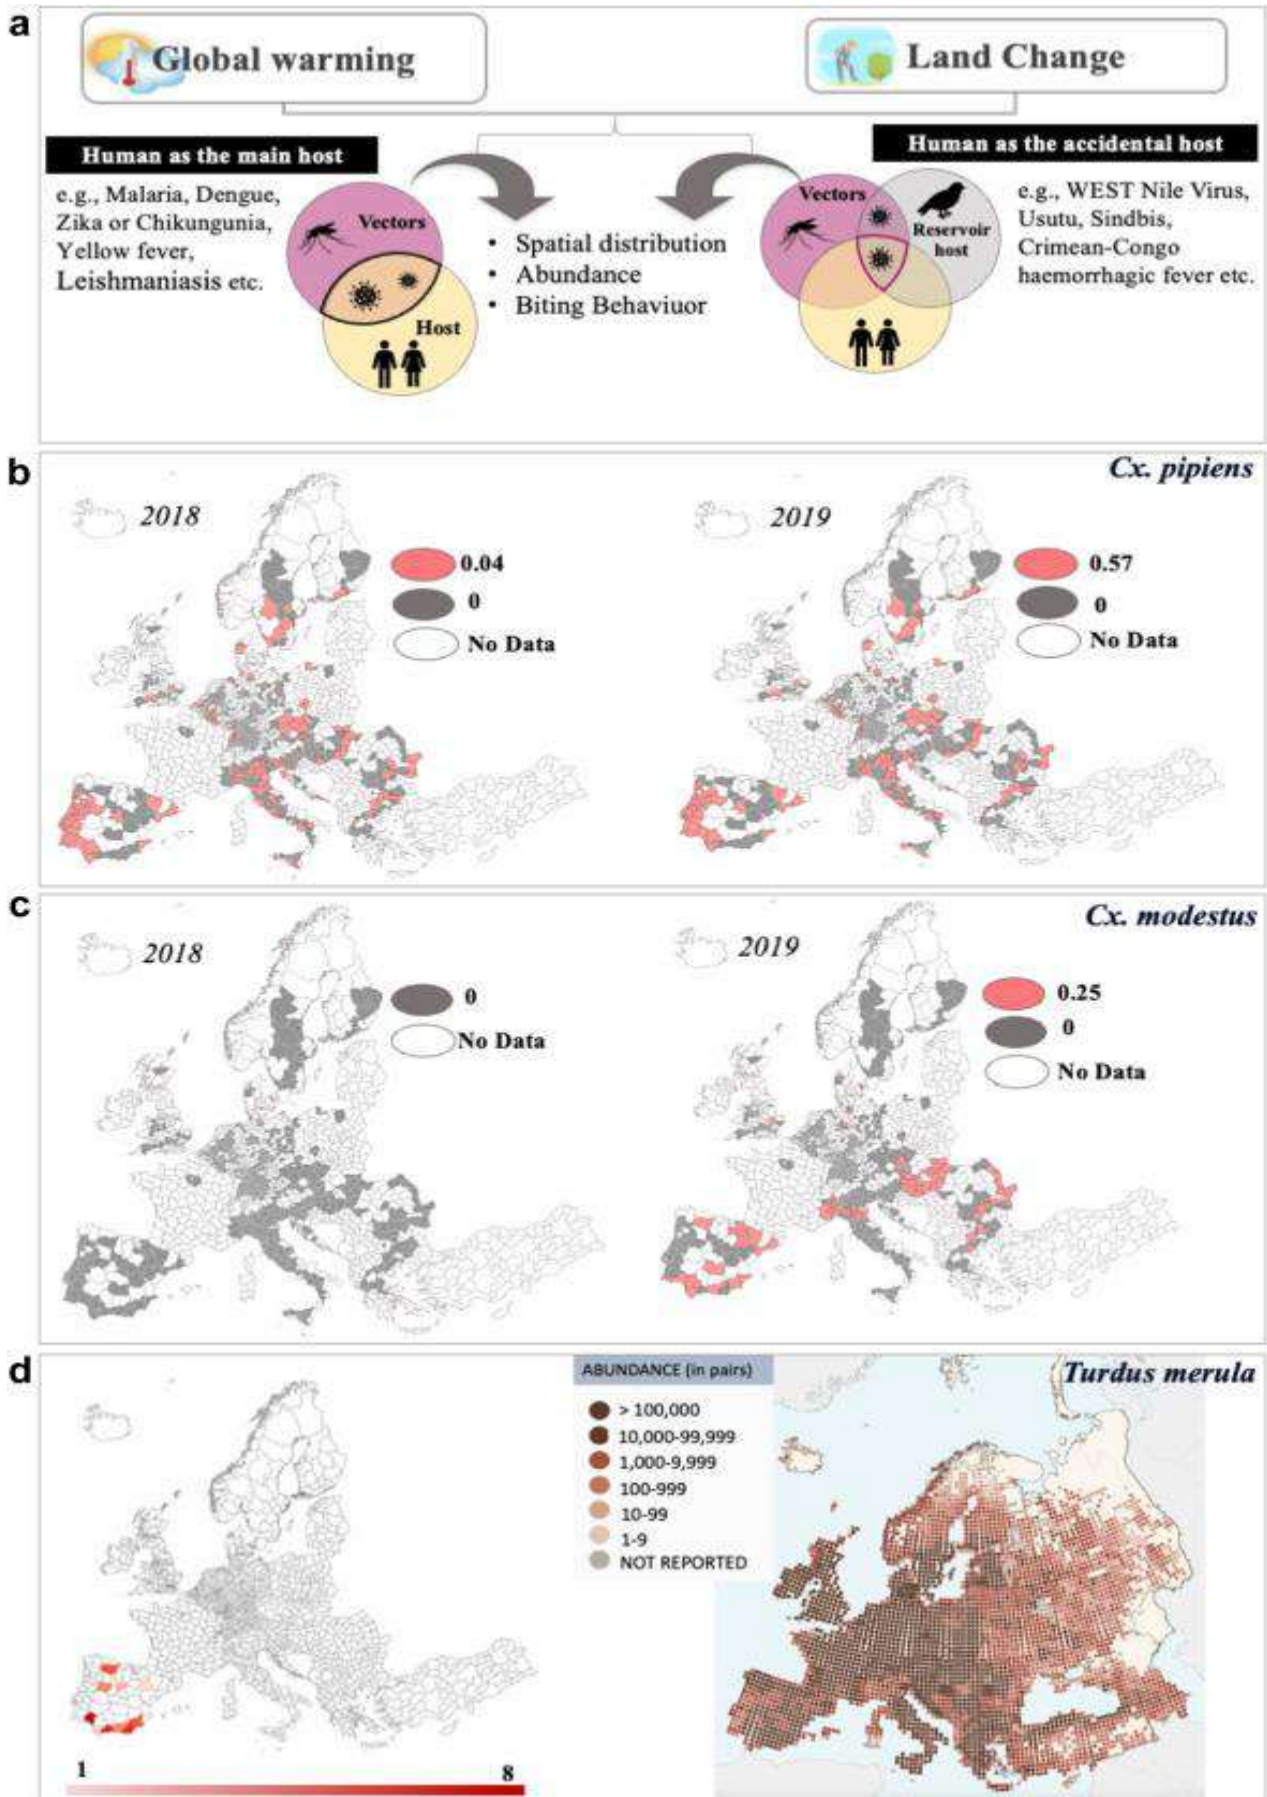 a
Global warming
Land Change
Human as the main host
Human as the accidental host
e.g., Malaria, Dengue,
Zika or Chikungunia,
Yellow fever,
Leishmaniasis etc.
Vectors
Host
• Spatial distribution
• Abundance
• Biting Behaviuor
Vectors
Reservoir
host
e.g., WEST Nile Virus,
Usutu, Sindbis,
Crimean-Congo
haemorrhagic fever etc.
b
Cx. pipiens
2018
0.04
0
No Data
2019
0.57
0
No Data
c
Cx. modestus
2018
0
No Data
2019
0.25
0
No Data
d
Turdus merula
1
8
ABUNDANCE (in pairs)
> 100,000
10,000-99,999
1,000-9,999
100-999
10-99
1-9
NOT REPORTED